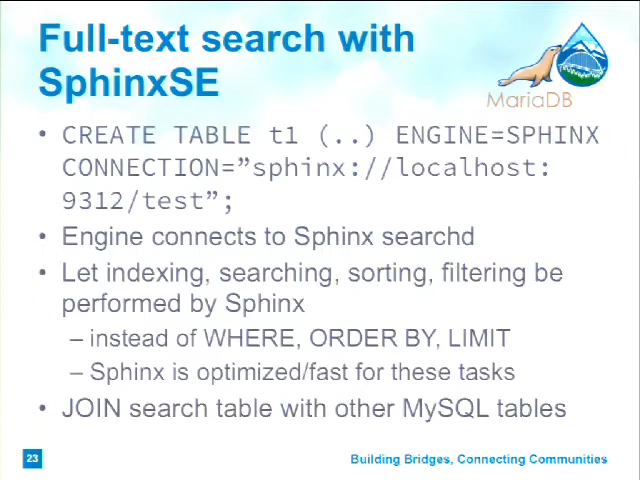 Full-text search with
SphinxSE
MariaDB
• CREATE TABLE t1 (..) ENGINE=SPHINX
CONNECTION=”sphinx://localhost:
9312/test”;
• Engine connects to Sphinx searchd
• Let indexing, searching, sorting, filtering be
performed by Sphinx
– instead of WHERE, ORDER BY, LIMIT
– Sphinx is optimized/fast for these tasks
• JOIN search table with other MySQL tables
23
Building Bridges, Connecting Communities